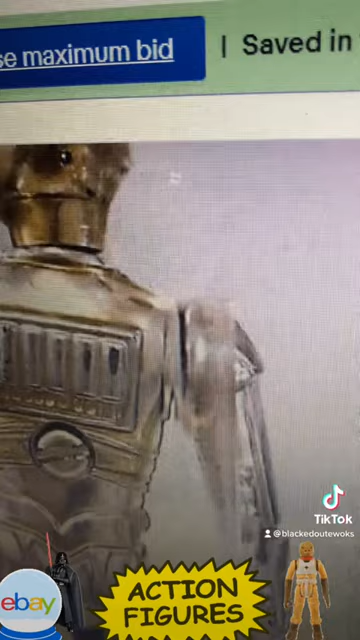 se maximum bid
| Saved in
TikTok
@blackedoutewoks
ebay
ACTION
FIGURES